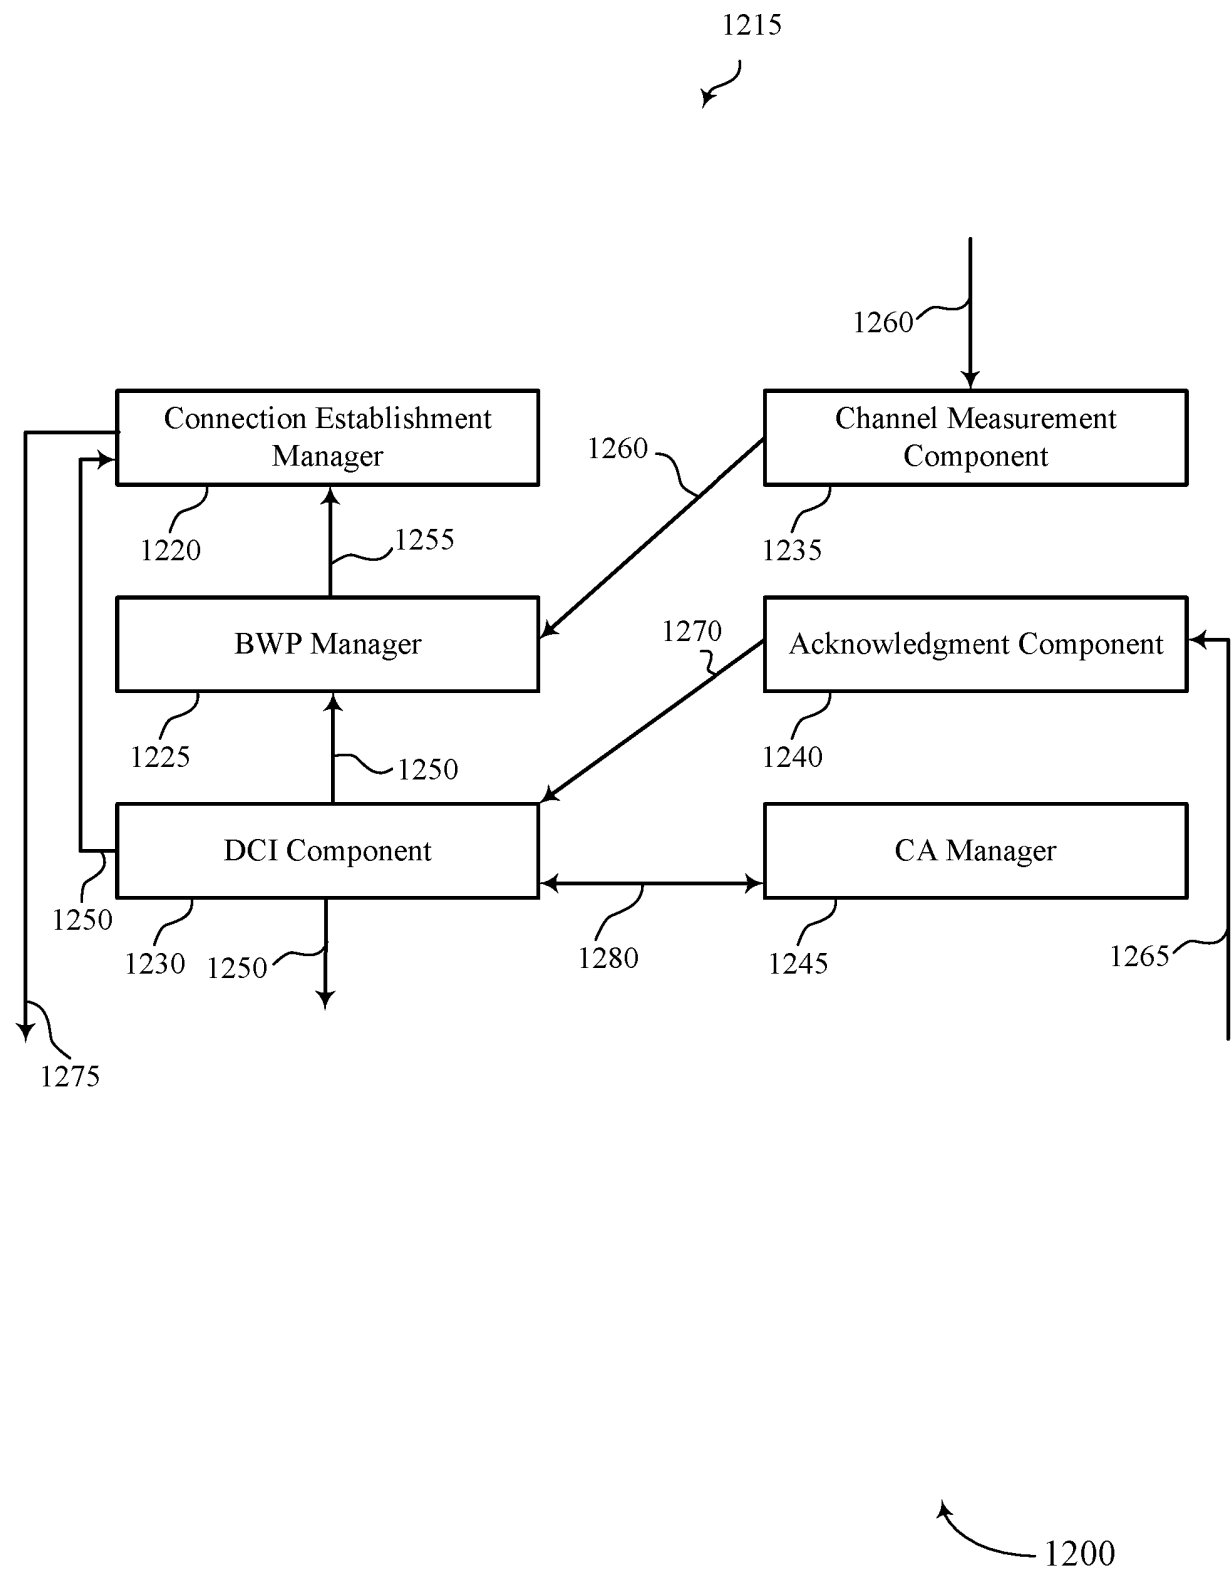 1215
1260
Connection Establishment
Manager
Channel Measurement
Component
1260
1220
1255
1235
BWP Manager
1270
Acknowledgment Component
1225
1250
1240
DCI Component
CA Manager
1250
1230
1250
1280
1245
1265
1275
1200